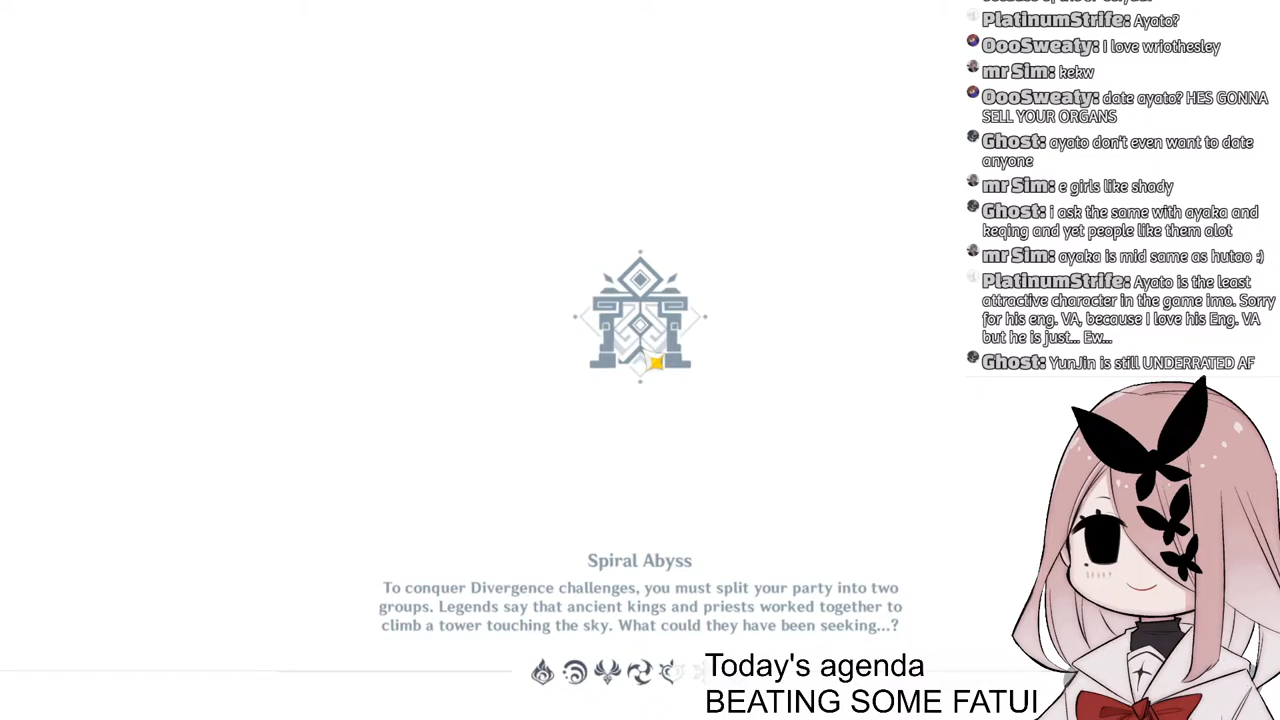 PlatinumStrife: Ayato?
OooSweaty: I love wriothesley
mr Sim: kekw
OooSweaty: date ayato? HES GONNA
SELL YOUR ORGANS
Ghost: ayato don't even want to date
anyone
mr Sim: e girls like shady
Ghost: i ask the same with ayaka and
keqing and yet people like them alot
mr Sim: ayaka is mid same as hutao :)
PlatinumStrife: Ayato is the least
attractive character in the game imo. Sorry
for his eng. VA, because I love his Eng. VA
but he is just... Ew...
Ghost: YunJin is still UNDERRATED AF
Spiral Abyss
To conquer Divergence challenges, you must split your party into two
groups. Legends say that ancient kings and priests worked together to
climb a tower touching the sky. What could they have been seeking...?
Today's agenda
BEATING SOME FATUI